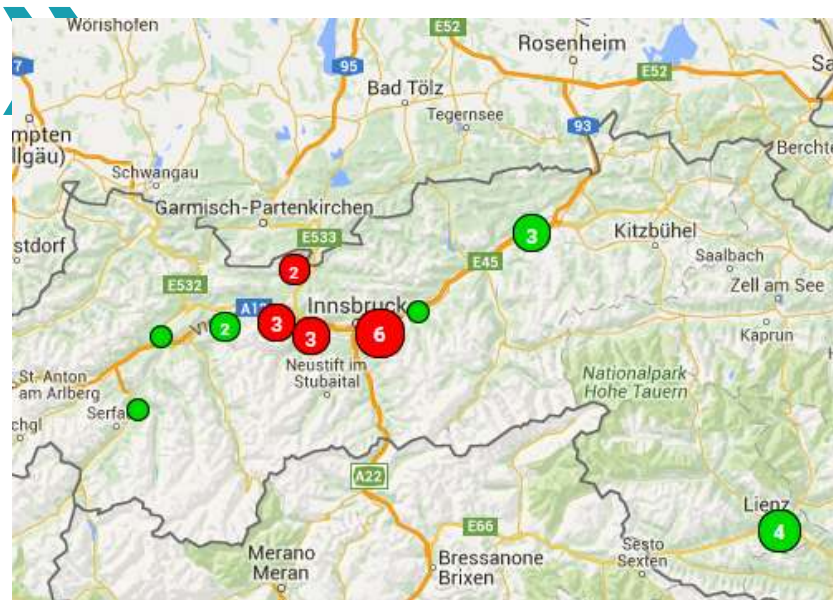 Wörishofen
E52
Rosenheim
7
95
E52
Bad Tölz
Tegernsee
93
mpten
llgäu)
Berchte
Schwangau
Garmisch-Partenkirchen
stdorf
E533
3
Kitzbühel
2
E45
Saalbach
E532
Zell am See
Innsbruck
2
3
3
6
Kaprun
Neustift im
Stubaital
St- Anton
am Arlberg
Nationalpark
Hohe Tauern
Serfa
chgl
A22
Lienz
E66
4
Merano
Meran
Bressanone
Brixen
Sesto
Sexten